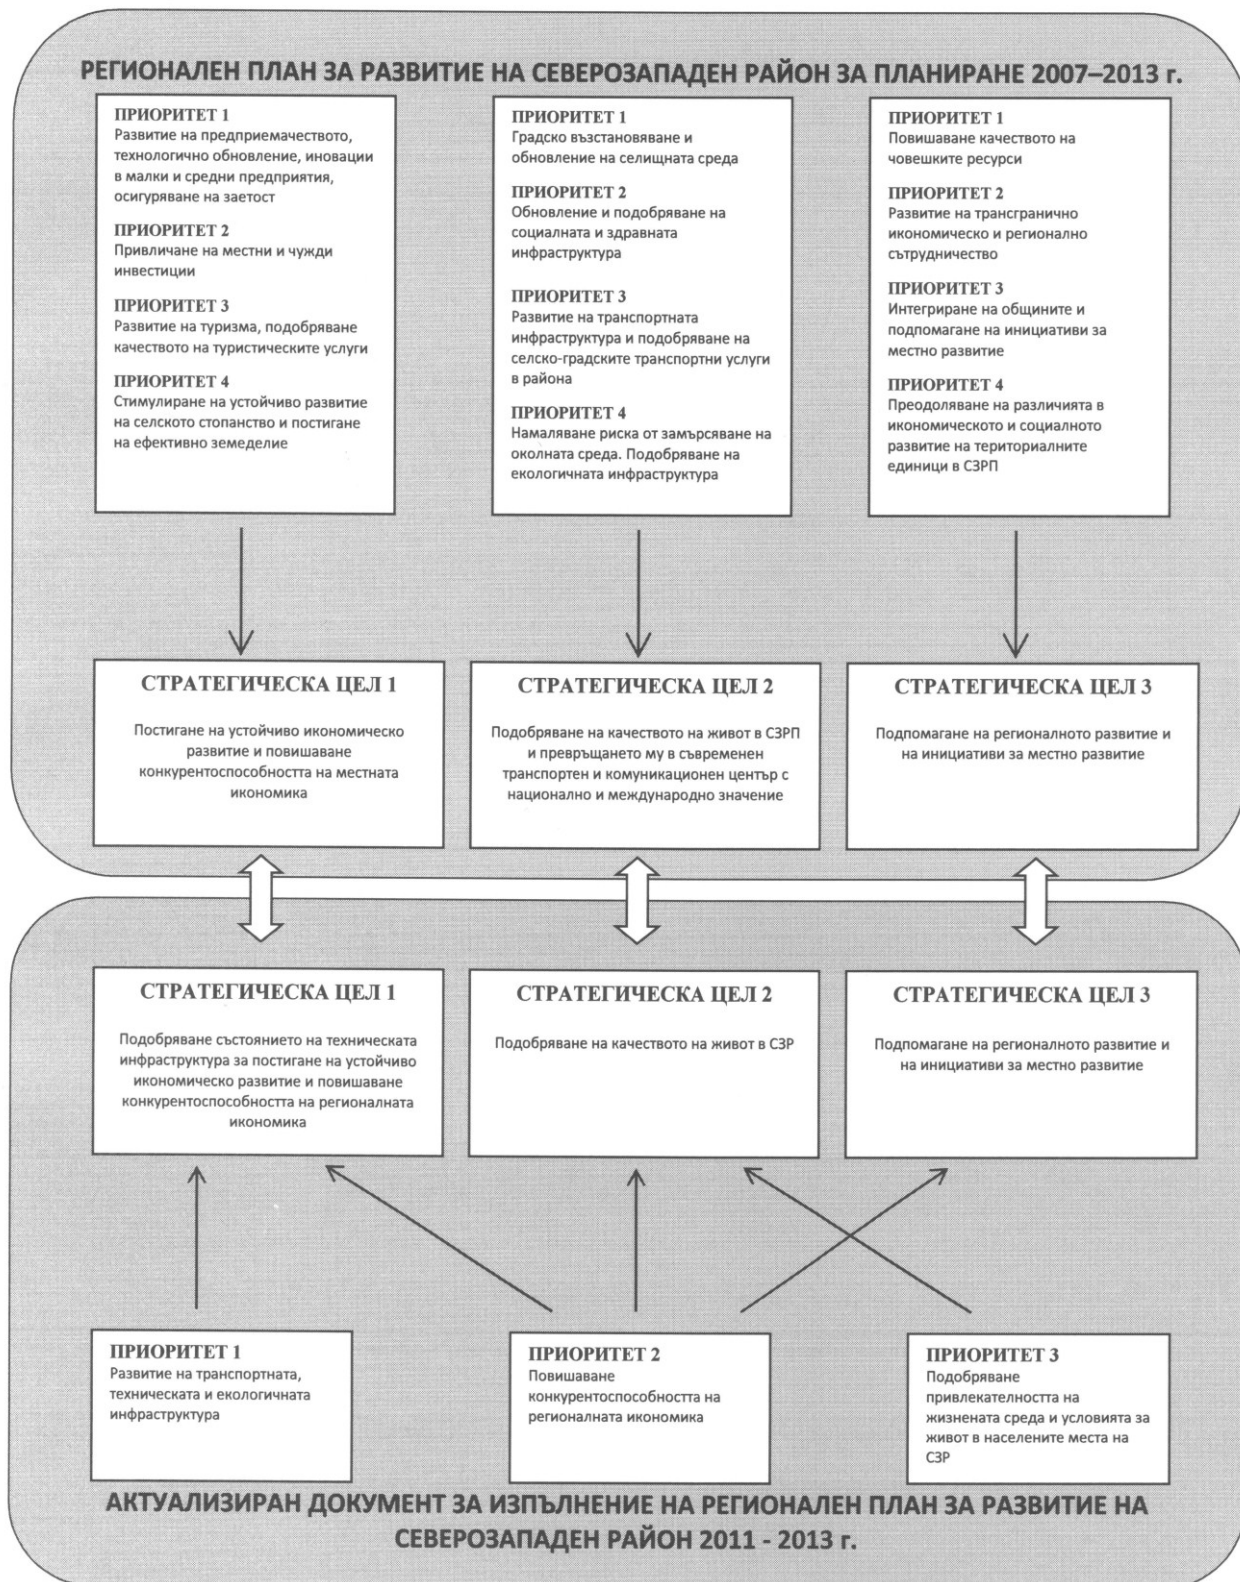 РЕГИОНАЛЕН ПЛАН ЗА РАЗВИТИЕ НА СЕВЕРОЗАПАДЕН РАЙОН ЗА ПЛАНИРАНЕ 2007–2013 г.
ПРИОРИТЕТ 1
Развитие на предприемачеството,
технологично обновление, иновации
в малки и средни предприятия,
осигуряване на заетост
ПРИОРИТЕТ 2
Привличане на местни и чужди
инвестиции
ПРИОРИТЕТ 3
Развитие на туризма, подобряване
качеството на туристическите услуги
ПРИОРИТЕТ 4
Стимулиране на устойчиво развитие
на селското стопанство и постигане
на ефективно земеделие
ПРИОРИТЕТ 1
Градско възстановяване и
обновление на селищната среда
ПРИОРИТЕТ 2
Обновление и подобряване на
социалната и здравната
инфраструктура
ПРИОРИТЕТ 3
Развитие на транспортната
инфраструктура и подобряване на
селско-градските транспортни услуги
в района
ПРИОРИТЕТ 4
Намаляване риска от замърсяване на
околната среда. Подобряване на
екологичната инфраструктура
ПРИОРИТЕТ 1
Повишаване качеството на
човешките ресурси
ПРИОРИТЕТ 2
Развитие на трансгранично
икономическо и регионално
сътрудничество
ПРИОРИТЕТ 3
Интегриране на общините и
подпомагане на инициативи за
местно развитие
ПРИОРИТЕТ 4
Преодоляване на различията в
икономическото и социалното
развитие на териториалните
единици в СЗРП
СТРАТЕГИЧЕСКА ЦЕЛ 1
Постигане на устойчиво икономическо
развитие и повишаване
конкурентоспособността на местната
икономика
СТРАТЕГИЧЕСКА ЦЕЛ 2
Подобряване на качеството на живот в СЗРП
и превръщането му в съвременен
транспортен и комуникационен център с
национално и международно значение
СТРАТЕГИЧЕСКА ЦЕЛ 3
Подпомагане на регионалното развитие и
на инициативи за местно развитие
СТРАТЕГИЧЕСКА ЦЕЛ 1
Подобряване състоянието на техническата
инфраструктура за постигане на устойчиво
икономическо развитие и повишаване
конкурентоспособността на регионалната
икономика
СТРАТЕГИЧЕСКА ЦЕЛ 2
Подобряване на качеството на живот в СЗР
СТРАТЕГИЧЕСКА ЦЕЛ 3
Подпомагане на регионалното развитие и
на инициативи за местно развитие
ПРИОРИТЕТ 1
Развитие на транспортната,
техническата и екологичната
инфраструктура
ПРИОРИТЕТ 2
Повишаване
конкурентоспособността на
регионалната икономика
ПРИОРИТЕТ 3
Подобряване
привлекателността на
жизнената среда и условията за
живот в населените места на
СЗР
АКТУАЛИЗИРАН ДОКУМЕНТ ЗА ИЗПЪЛНЕНИЕ НА РЕГИОНАЛЕН ПЛАН ЗА РАЗВИТИЕ НА
СЕВЕРОЗАПАДЕН РАЙОН 2011 - 2013 г.